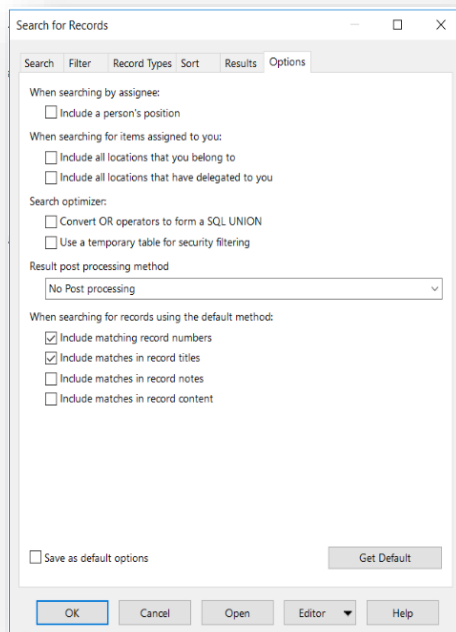 Search for Records
Search Filter Record Types Sort Results Options
When searching by assignee:
Include a person's position
When searching for items assigned to you:
Include all locations that you belong to
Include all locations that have delegated to you
Search optimizer:
Convert OR operators to form a SQL UNION
Use a temporary table for security filtering
Result post processing method
No Post processing
When searching for records using the default method:
Include matching record numbers
Include matches in record titles
Include matches in record notes
Include matches in record content
Save as default options Get Default
OK Cancel Open Editor Help